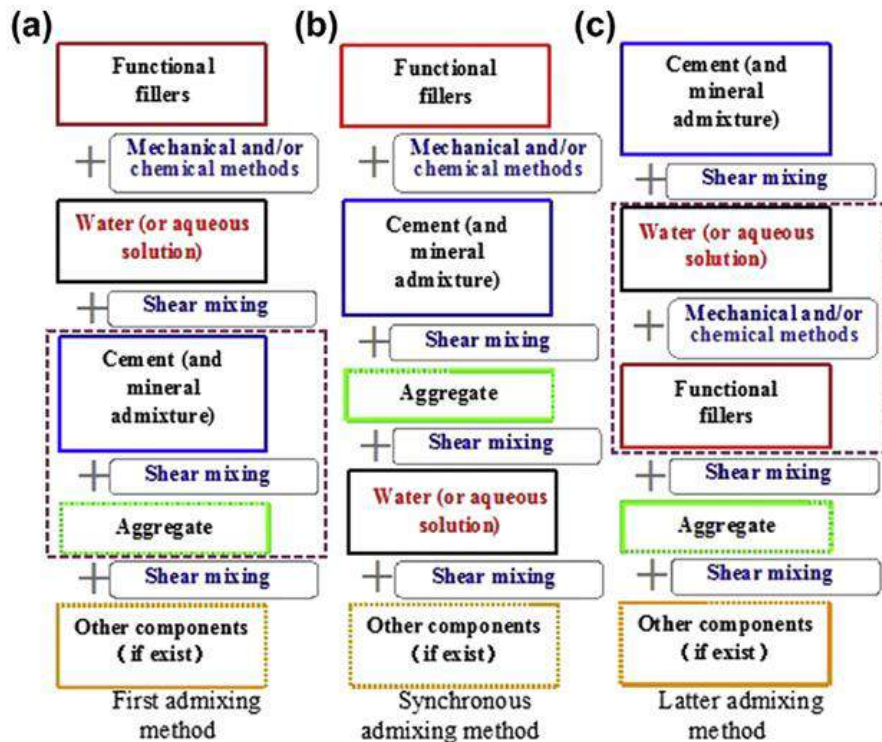 (a)
Functional
fillers
+
Mechanical and/or
chemical methods
Water (or aqueous
solution)
+
Shear mixing
Cement (and
mineral
admixture)
+
Shear mixing
Aggregate
+
Shear mixing
Other components
(if exist)
First admixing
method
(b)
Functional
fillers
+
Mechanical and/or
chemical methods
Cement (and
mineral
admixture)
+
Shear mixing
Aggregate
+
Shear mixing
Water (or aqueous
solution)
+
Shear mixing
Other components
(if exist)
Synchronous
admixing method
(c)
Cement (and
mineral
admixture)
+
Shear mixing
Water (or aqueous
solution)
+
Mechanical and/or
chemical methods
Functional
fillers
+
Shear mixing
Aggregate
+
Shear mixing
Other components
(if exist)
Latter admixing
method